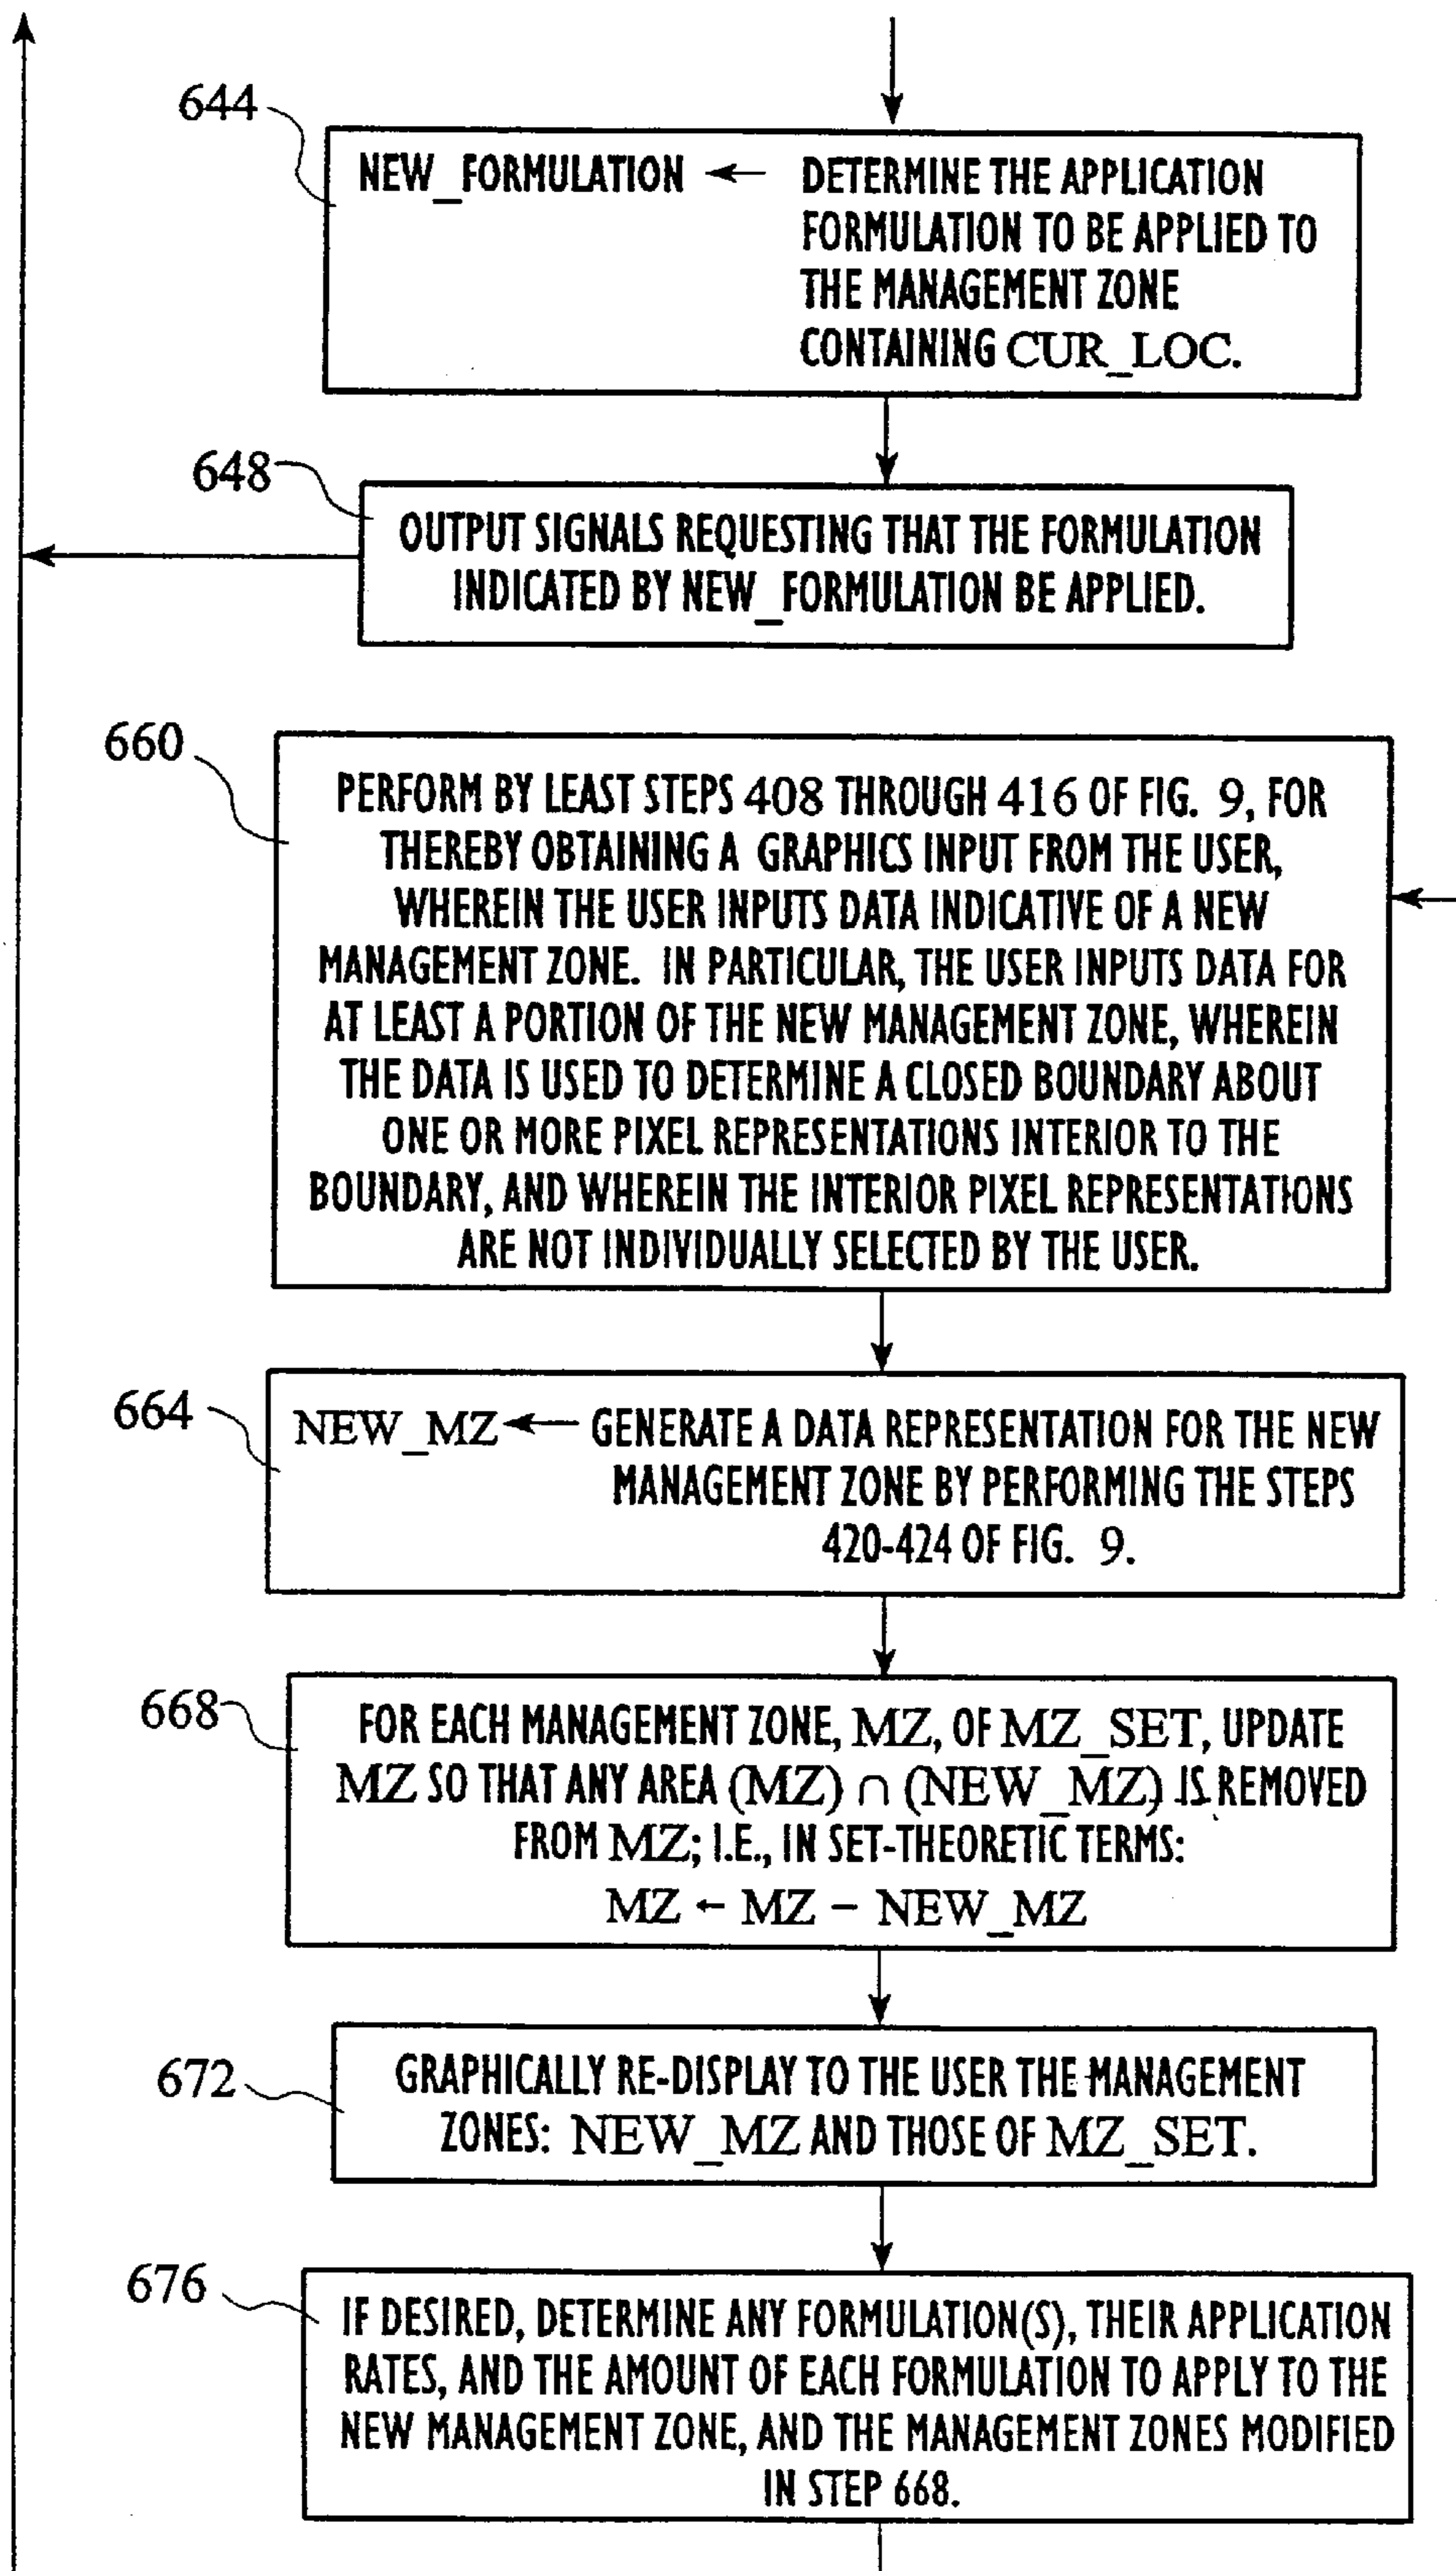 644
NEW_FORMULATION ← DETERMINE THE APPLICATION
FORMULATION TO BE APPLIED TO
THE MANAGEMENT ZONE
CONTAINING CUR_LOC.
648
OUTPUT SIGNALS REQUESTING THAT THE FORMULATION
INDICATED BY NEW_FORMULATION BE APPLIED.
660
PERFORM BY LEAST STEPS 408 THROUGH 416 OF FIG. 9, FOR
THEREBY OBTAINING A GRAPHICS INPUT FROM THE USER,
WHEREIN THE USER INPUTS DATA INDICATIVE OF A NEW
MANAGEMENT ZONE. IN PARTICULAR, THE USER INPUTS DATA FOR
AT LEAST A PORTION OF THE NEW MANAGEMENT ZONE, WHEREIN
THE DATA IS USED TO DETERMINE A CLOSED BOUNDARY ABOUT
ONE OR MORE PIXEL REPRESENTATIONS INTERIOR TO THE
BOUNDARY, AND WHEREIN THE INTERIOR PIXEL REPRESENTATIONS
ARE NOT INDIVIDUALLY SELECTED BY THE USER.
664
NEW_MZ ← GENERATE A DATA REPRESENTATION FOR THE NEW
MANAGEMENT ZONE BY PERFORMING THE STEPS
420-424 OF FIG. 9.
668
FOR EACH MANAGEMENT ZONE, MZ, OF MZ_SET, UPDATE
MZ SO THAT ANY AREA (MZ) ∩ (NEW_MZ) IS REMOVED
FROM MZ; I.E., IN SET-THEORETIC TERMS:
MZ ← MZ − NEW_MZ
672
GRAPHICALLY RE-DISPLAY TO THE USER THE MANAGEMENT
ZONES: NEW_MZ AND THOSE OF MZ_SET.
676
IF DESIRED, DETERMINE ANY FORMULATION(S), THEIR APPLICATION
RATES, AND THE AMOUNT OF EACH FORMULATION TO APPLY TO THE
NEW MANAGEMENT ZONE, AND THE MANAGEMENT ZONES MODIFIED
IN STEP 668.